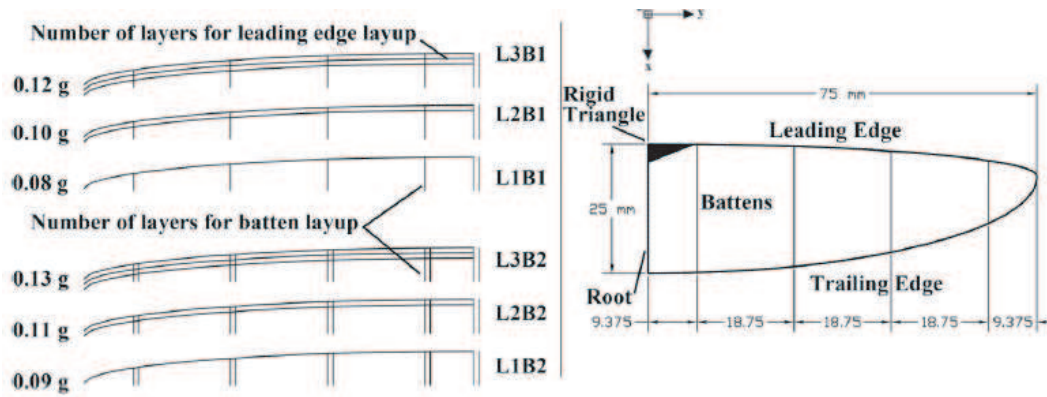 Number of layers for leading edge layup
L3B1
0.12 g
L2B1
0.10 g
L1B1
0.08 g
Number of layers for batten layup
L3B2
0.13 g
L2B2
0.11 g
L1B2
0.09 g
y
x
Rigid
Triangle
75 mm
Leading Edge
25 mm
Battens
Root
Trailing Edge
9.375 18.75 18.75 18.75 9.375